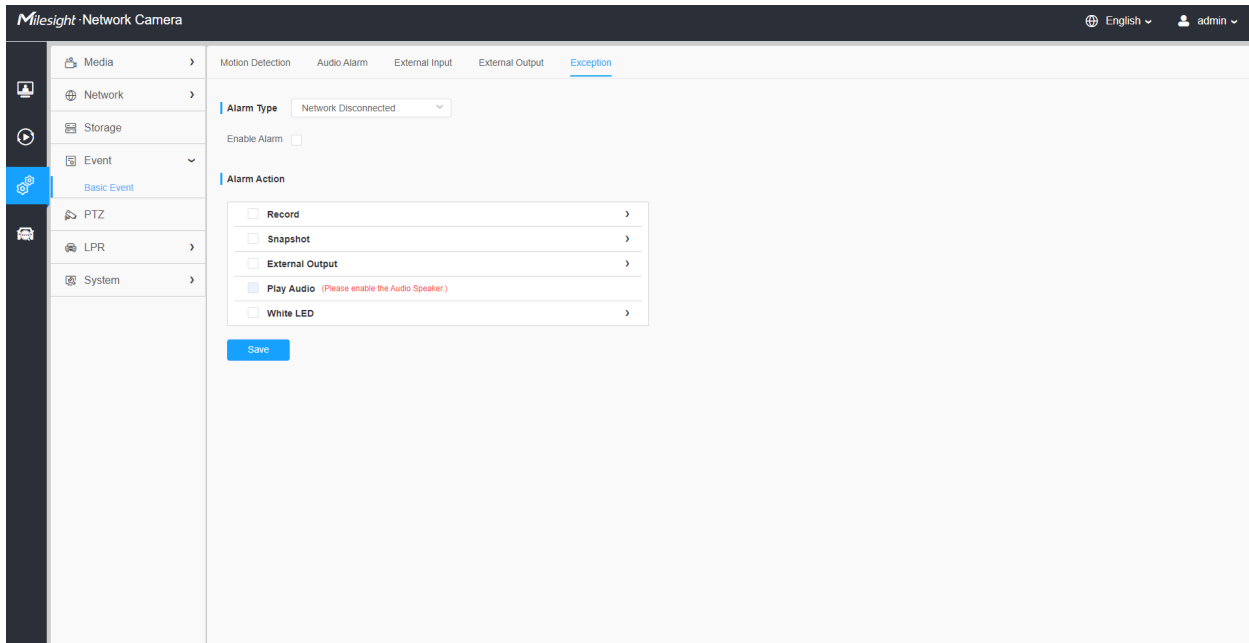 Milesight · Network Camera
English
admin
Media
Network
Storage
Event
Basic Event
PTZ
LPR
System
Motion Detection Audio Alarm External Input External Output Exception
Alarm Type Network Disconnected
Enable Alarm
Alarm Action
Record
Snapshot
External Output
Play Audio (Please enable the Audio Speaker.)
White LED
Save